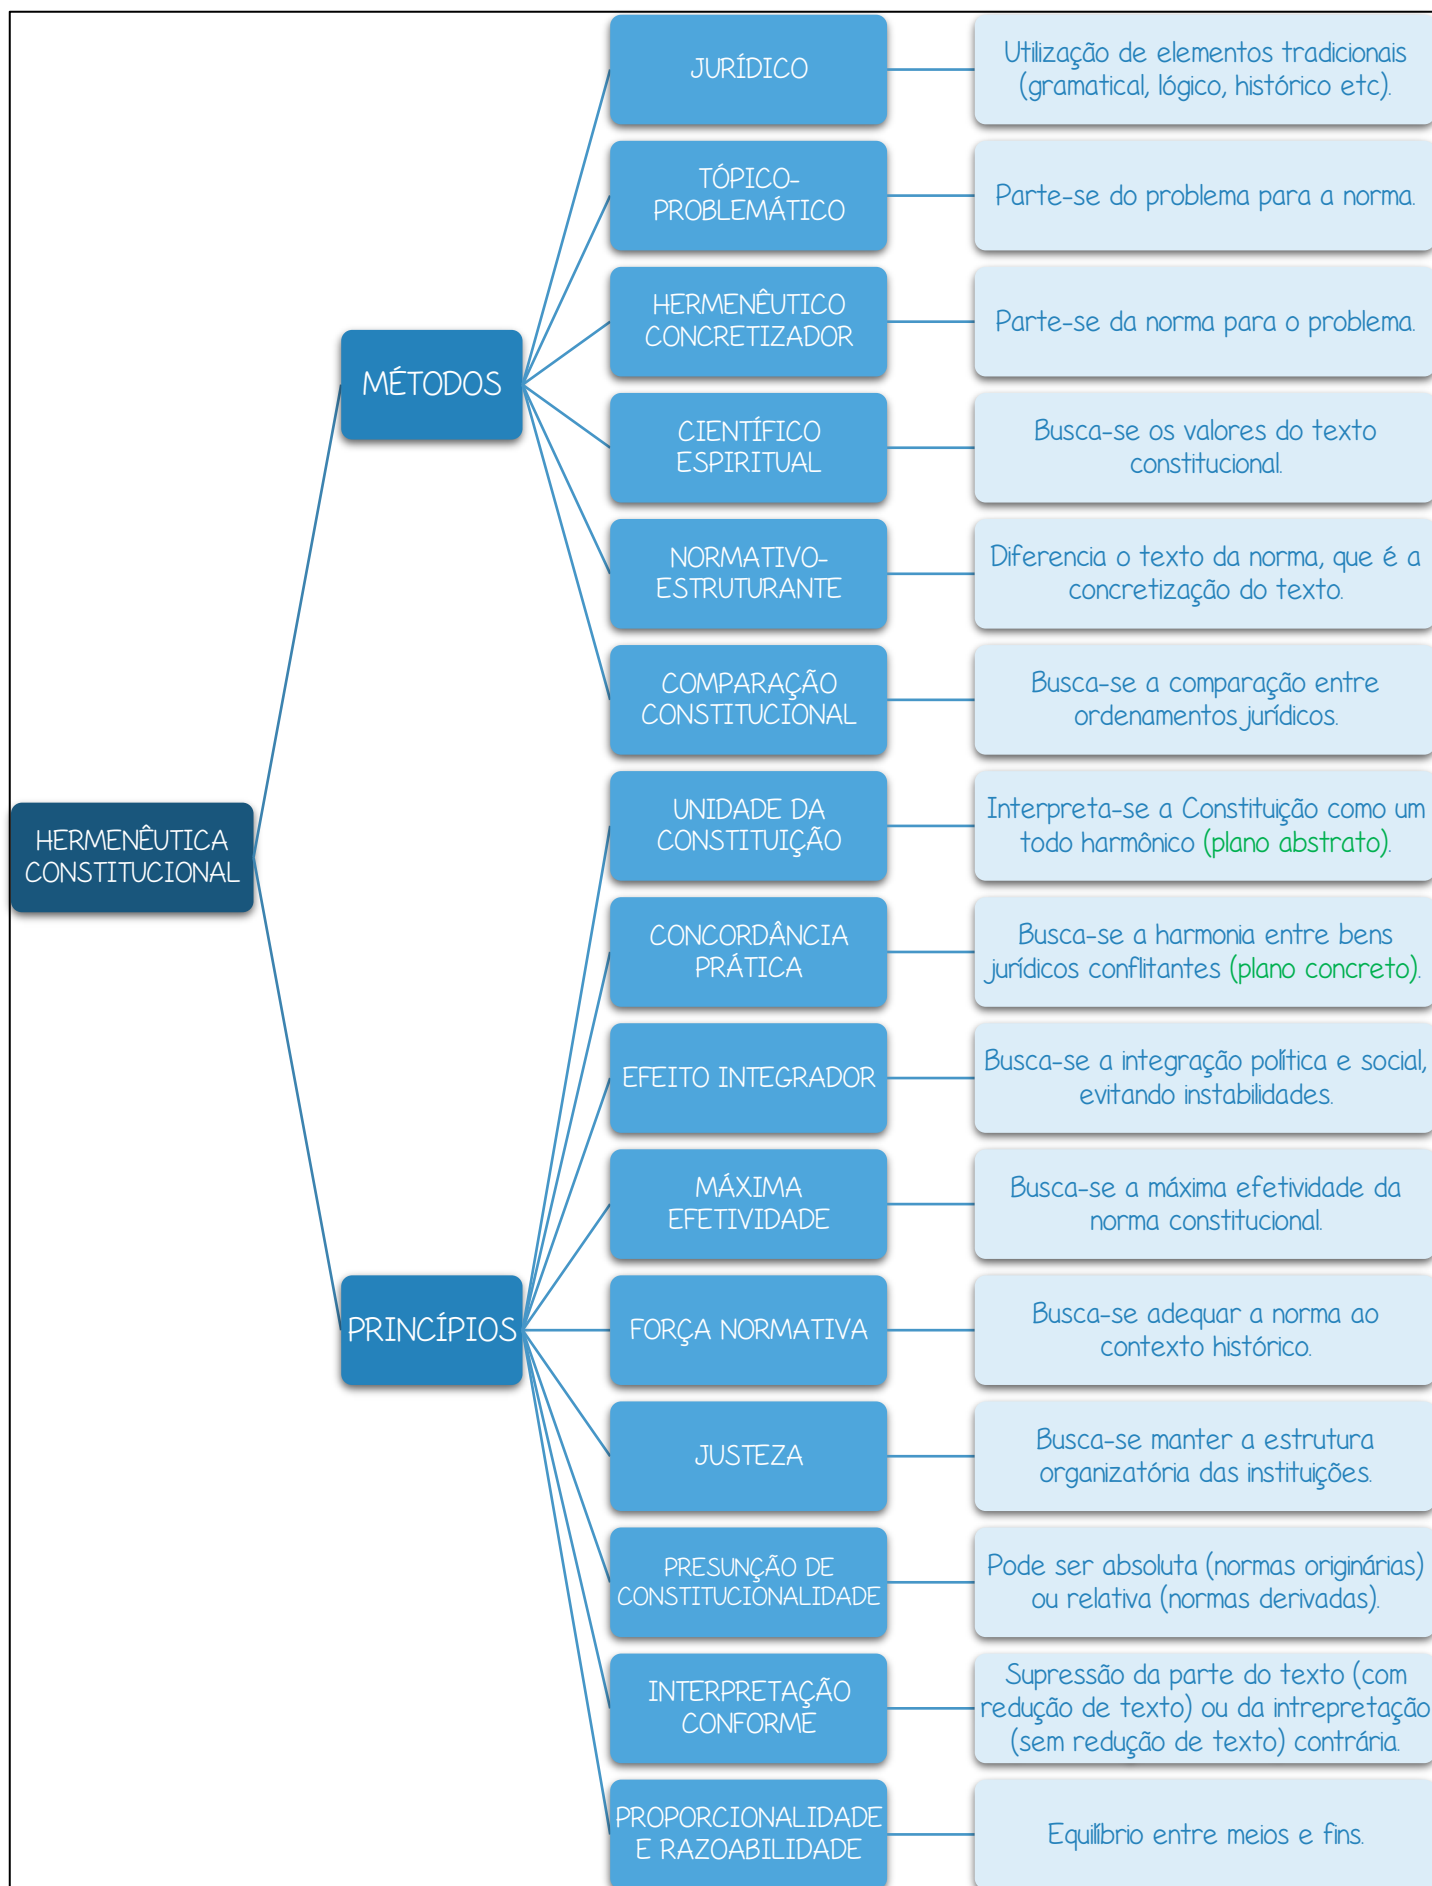 HERMENÊUTICA
CONSTITUCIONAL
MÉTODOS
JURÍDICO
Utilização de elementos tradicionais
(gramatical, lógico, histórico etc).
TÓPICO-
PROBLEMÁTICO
Parte-se do problema para a norma.
HERMENÊUTICO
CONCRETIZADOR
Parte-se da norma para o problema.
CIENTÍFICO
ESPIRITUAL
Busca-se os valores do texto
constitucional.
NORMATIVO-
ESTRUTURANTE
Diferencia o texto da norma, que é a
concretização do texto.
COMPARAÇÃO
CONSTITUCIONAL
Busca-se a comparação entre
ordenamentos jurídicos.
PRINCÍPIOS
UNIDADE DA
CONSTITUIÇÃO
Interpreta-se a Constituição como um
todo harmônico (plano abstrato).
CONCORDÂNCIA
PRÁTICA
Busca-se a harmonia entre bens
jurídicos conflitantes (plano concreto).
EFEITO INTEGRADOR
Busca-se a integração política e social,
evitando instabilidades.
MÁXIMA
EFETIVIDADE
Busca-se a máxima efetividade da
norma constitucional.
FORÇA NORMATIVA
Busca-se adequar a norma ao
contexto histórico.
JUSTEZA
Busca-se manter a estrutura
organizatória das instituições.
PRESUNÇÃO DE
CONSTITUCIONALIDADE
Pode ser absoluta (normas originárias)
ou relativa (normas derivadas).
INTERPRETAÇÃO
CONFORME
Supressão da parte do texto (com
redução de texto) ou da intrepretação
(sem redução de texto) contrária.
PROPORCIONALIDADE
E RAZOABILIDADE
Equilíbrio entre meios e fins.